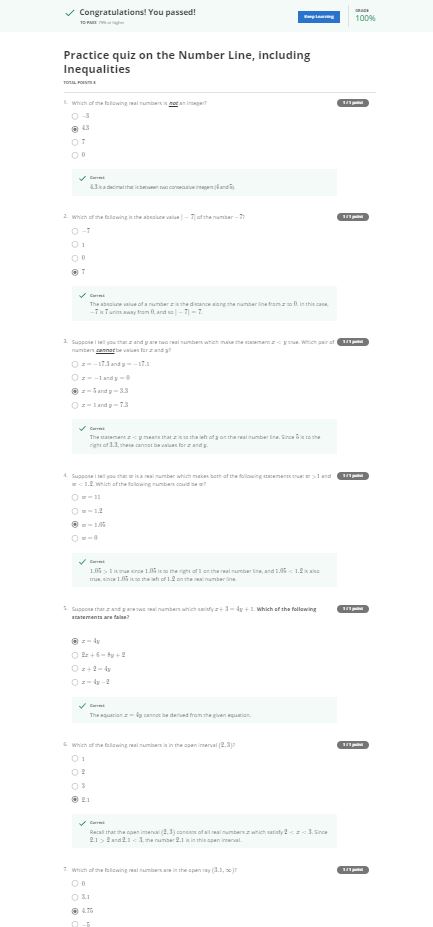 Congratulations! You passed!
TO PASS 75% or higher
Keep Learning
GRADE
100%
Practice quiz on the Number Line, including
Inequalities
TOTAL POINTS 8
1. Which of the following real numbers is not an integer?
1 / 1 point
−3
4.3
7
0
Correct
4.3 is a decimal that is between two consecutive integers (4 and 5).
2. Which of the following is the absolute value | − 7| of the number −7?
1 / 1 point
−7
1
0
7
Correct
The absolute value of a number x is the distance along the number line from x to 0. In this case,
−7 is 7 units away from 0, and so | − 7| = 7.
3. Suppose I tell you that x and y are two real numbers which make the statement x < y true. Which pair of
numbers cannot be values for x and y?
1 / 1 point
x = −17.3 and y = −17.1
x = −1 and y = 0
x = 5 and y = 3.3
x = 1 and y = 7.3
Correct
The statement x < y means that x is to the left of y on the real number line. Since 5 is to the
right of 3.3, these cannot be values for x and y.
4. Suppose I tell you that w is a real number which makes both of the following statements true: w > 1 and
w < 1.2. Which of the following numbers could be w?
1 / 1 point
w = 11
w = 1.2
w = 1.05
w = 0
Correct
1.05 > 1 is true since 1.05 is to the right of 1 on the real number line, and 1.05 < 1.2 is also
true, since 1.05 is to the left of 1.2 on the real number line.
5. Suppose that x and y are two real numbers which satisfy x + 3 = 4y + 1. Which of the following
statements are false?
1 / 1 point
x = 4y
2x + 6 = 8y + 2
x + 2 = 4y
x = 4y − 2
Correct
The equation x = 4y cannot be derived from the given equation.
6. Which of the following real numbers is in the open interval (2, 3)?
1 / 1 point
1
2
3
2.1
Correct
Recall that the open interval (2, 3) consists of all real numbers x which satisfy 2 < x < 3. Since
2.1 > 2 and 2.1 < 3, the number 2.1 is in this open interval.
7. Which of the following real numbers are in the open ray (3.1, ∞)?
1 / 1 point
0
3.1
4.75
−5